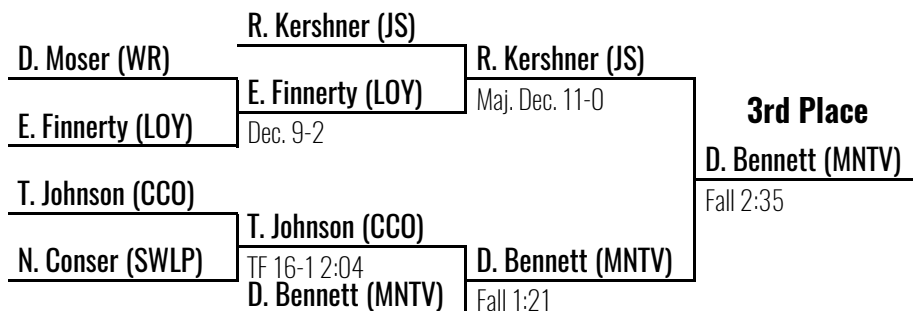 R. Kershner (JS)
D. Moser (WR)
R. Kershner (JS)
E. Finnerty (LOY)
Maj. Dec. 11-0
3rd Place
E. Finnerty (LOY)
Dec. 9-2
D. Bennett (MNTV)
T. Johnson (CCO)
Fall 2:35
T. Johnson (CCO)
N. Conser (SWLP)
D. Bennett (MNTV)
TF 16-1 2:04
D. Bennett (MNTV)
Fall 1:21